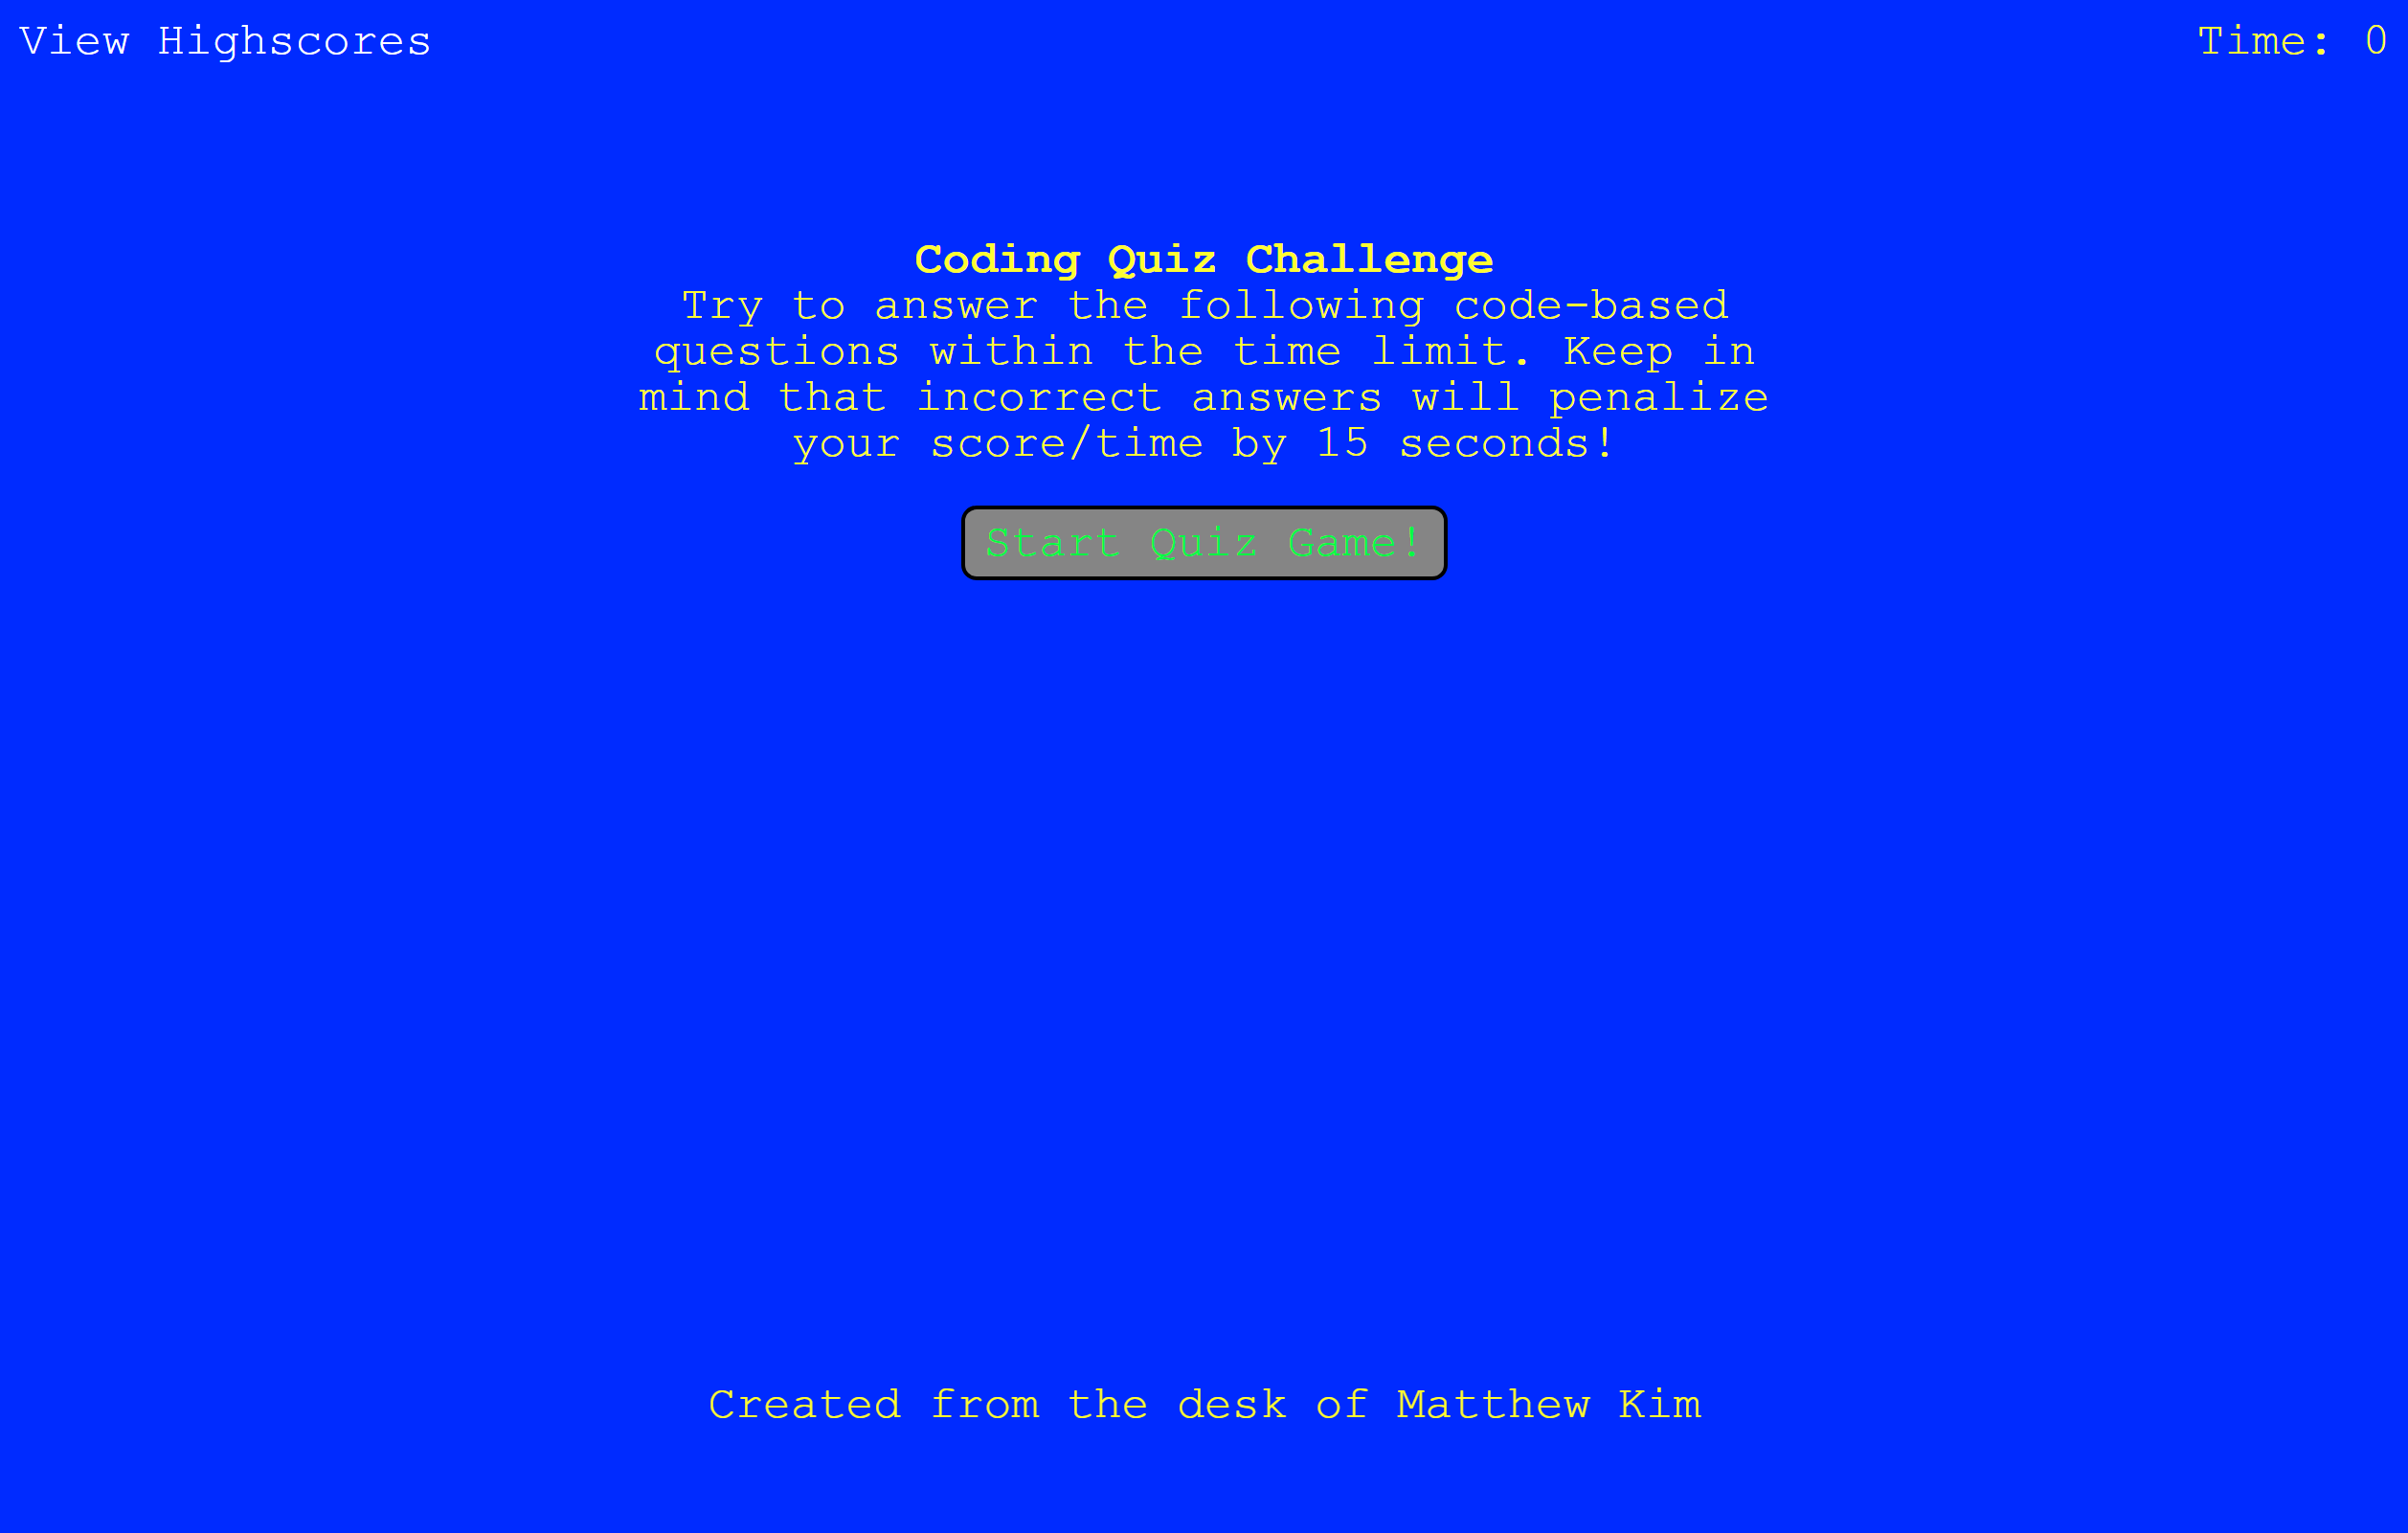 View Highscores
Time: 0
Coding Quiz Challenge
Try to answer the following code-based
questions within the time limit. Keep in
mind that incorrect answers will penalize
your score/time by 15 seconds!
Start Quiz Game!
Created from the desk of Matthew Kim